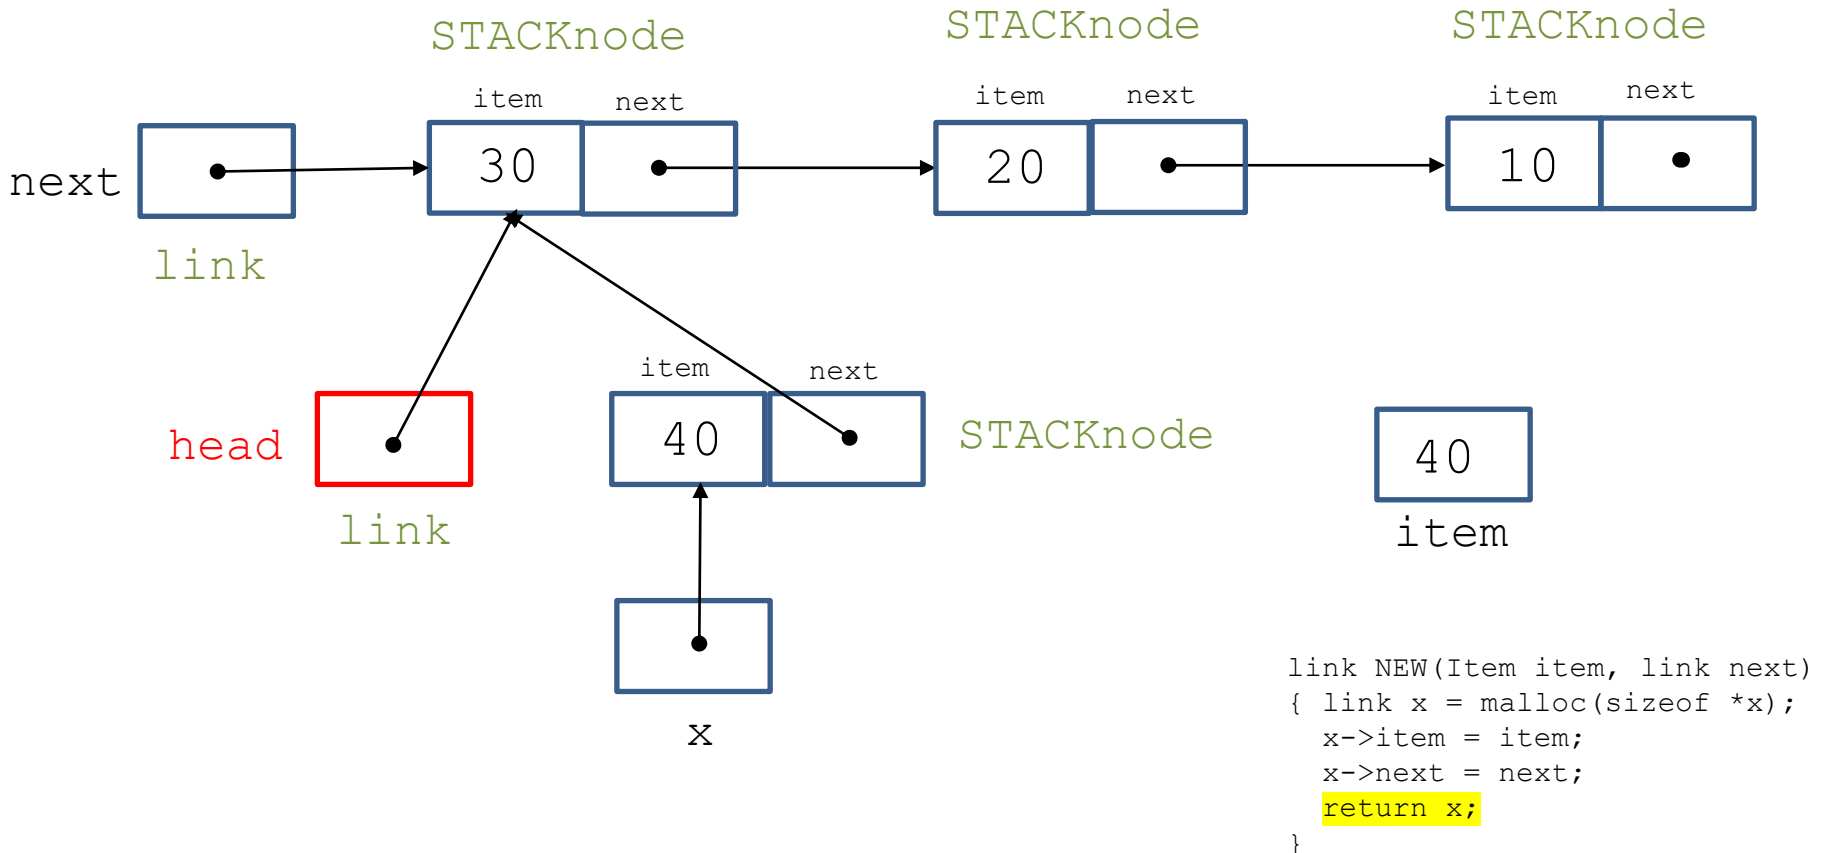 STACKnode
STACKnode
STACKnode
item
next
item
next
item
next
next
30
20
10
link
item
next
head
40
STACKnode
40
link
item
x
link NEW(Item item, link next)
{ link x = malloc(sizeof *x);
x->item = item;
x->next = next;
return x;
}